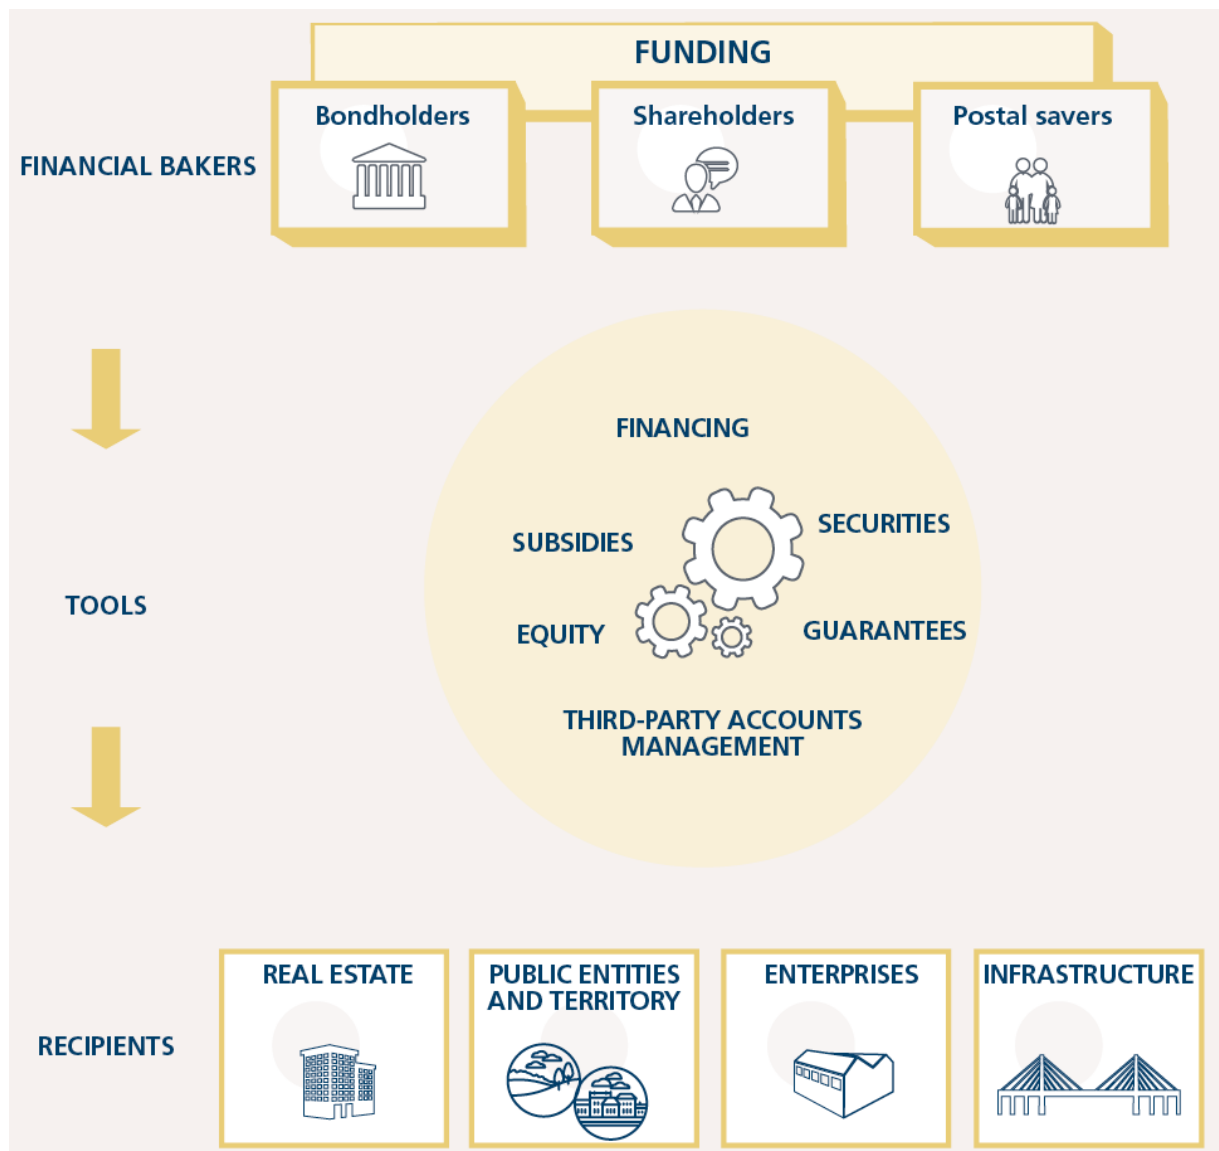 FUNDING
Bondholders
Shareholders
Postal savers
FINANCIAL BAKERS
FINANCING
SECURITIES
SUBSIDIES
TOOLS
EQUITY
GUARANTEES
THIRD-PARTY ACCOUNTS
MANAGEMENT
REAL ESTATE
PUBLIC ENTITIES
AND TERRITORY
ENTERPRISES
INFRASTRUCTURE
RECIPIENTS